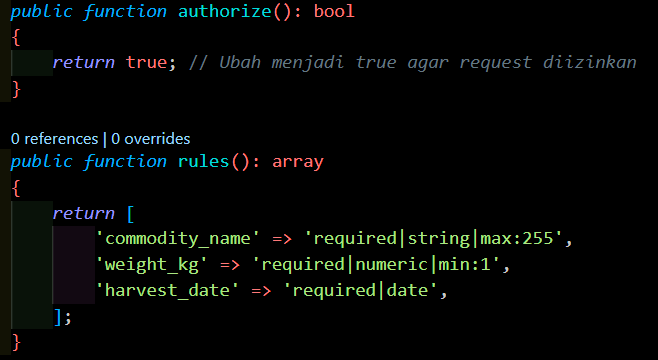 public function authorize(): bool
{
return true; // Ubah menjadi true agar request diizinkan
}
0 references | 0 overrides
public function rules(): array
{
return [
'commodity_name' => 'required|string|max:255',
'weight_kg' => 'required|numeric|min:1',
'harvest_date' => 'required|date',
];
}